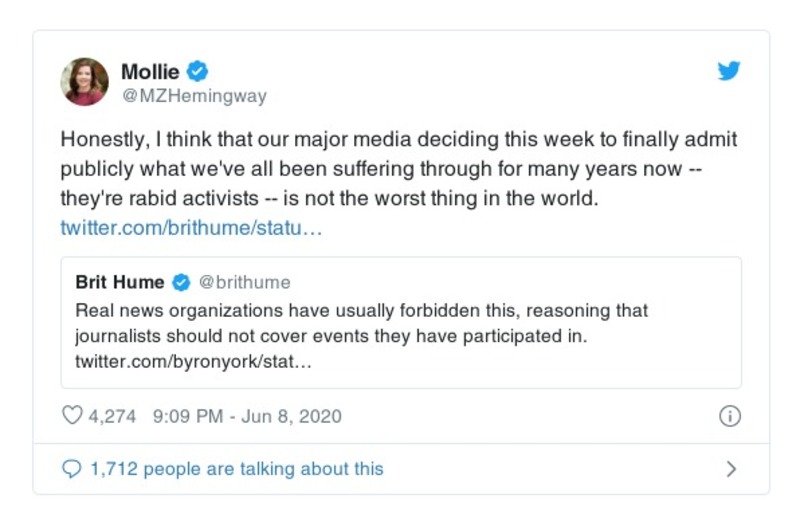 Mollie
@MZHemingway
Honestly, I think that our major media deciding this week to finally admit
publicly what we've all been suffering through for many years now --
they're rabid activists -- is not the worst thing in the world.
twitter.com/brithume/statu…
Brit Hume @brithume
Real news organizations have usually forbidden this, reasoning that
journalists should not cover events they have participated in.
twitter.com/byronyork/stat…
4,274 9:09 PM - Jun 8, 2020
1,712 people are talking about this